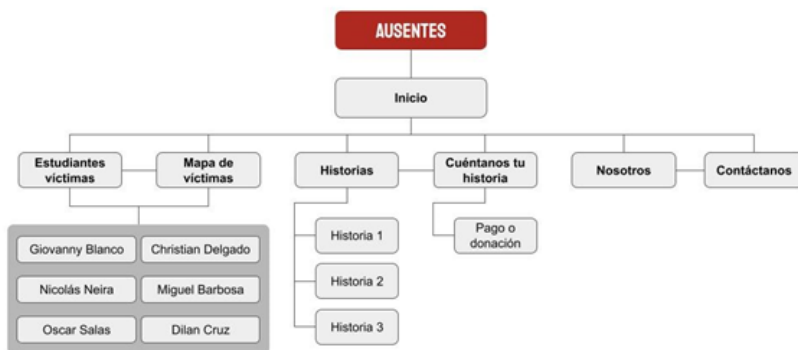 AUSENTES
Inicio
Estudiantes
víctimas
Mapa de
víctimas
Historias
Cuéntanos tu
historia
Nosotros
Contáctanos
Giovanny Blanco
Christian Delgado
Nicolás Neira
Miguel Barbosa
Oscar Salas
Dilan Cruz
Historia 1
Historia 2
Historia 3
Pago o
donación